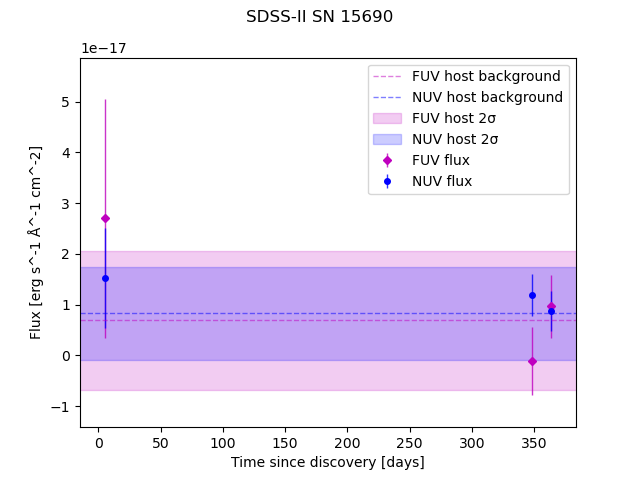 SDSS-II SN 15690
1e−17
FUV host background
NUV host background
FUV host 2σ
NUV host 2σ
FUV flux
NUV flux
5
4
3
2
1
0
−1
Flux [erg s^-1 Å^-1 cm^-2]
0 50 100 150 200 250 300 350
Time since discovery [days]